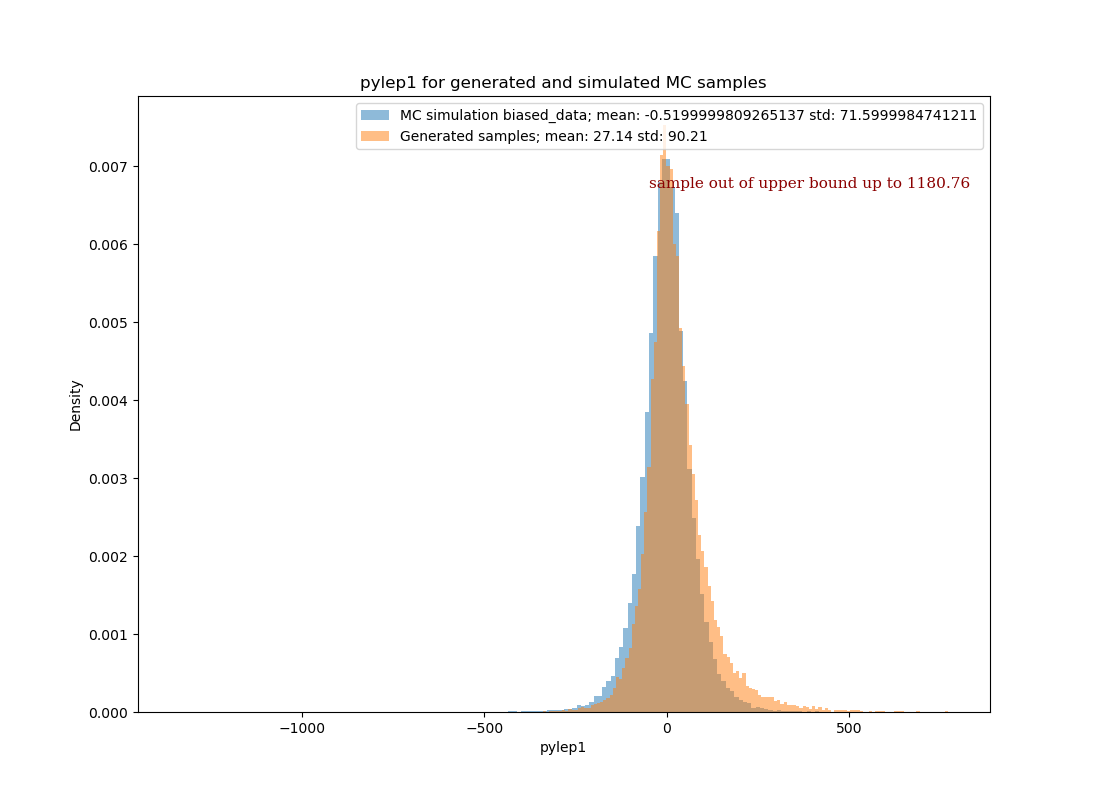 pylep1 for generated and simulated MC samples
MC simulation biased_data; mean: -0.5199999809265137 std: 71.5999984741211
Generated samples; mean: 27.14 std: 90.21
sample out of upper bound up to 1180.76
0.007
0.006
0.005
0.004
0.003
0.002
0.001
0.000
Density
−1000
−500
0
500
pylep1